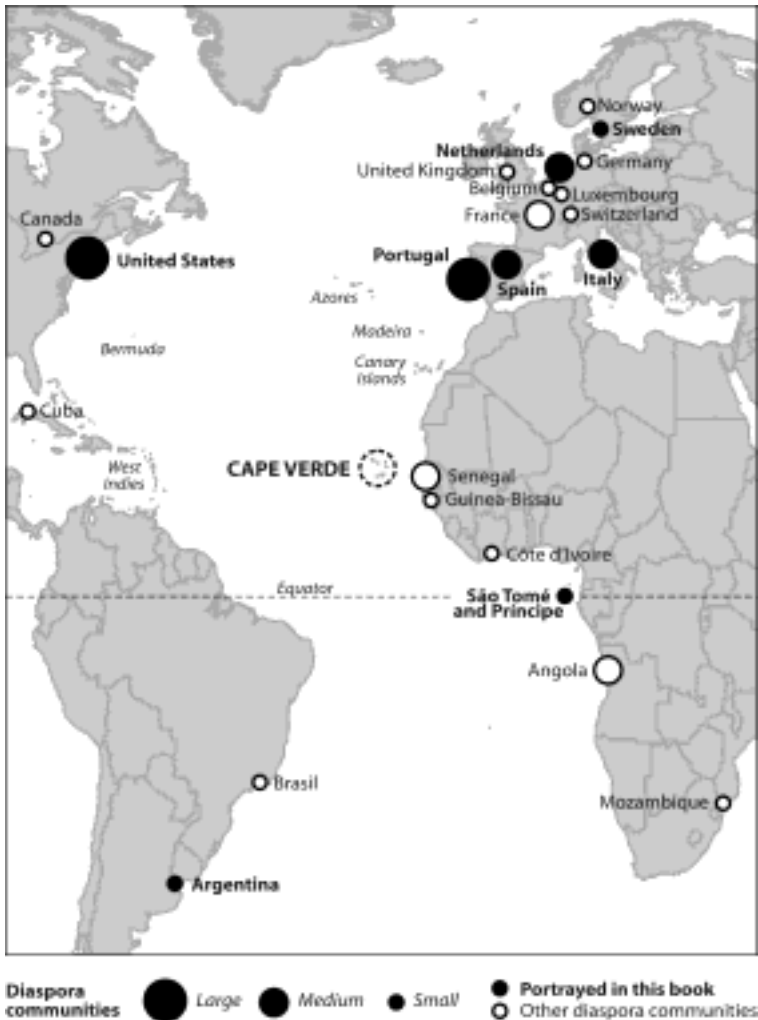 Norway
Sweden
Netherlands
Germany
United Kingdom
Belgium
Luxembourg
France
Switzerland
Canada
United States
Portugal
Spain
Italy
Azores
Madeira
Bermuda
Canary
Islands
Cuba
West
Indies
CAPE VERDE
Senegal
Guinea-Bissau
Côte d'Ivoire
Equator
São Tomé
and Príncipe
Angola
Brasil
Mozambique
Argentina
Diaspora
communities
Large
Medium
Small
Portrayed in this book
Other diaspora communities